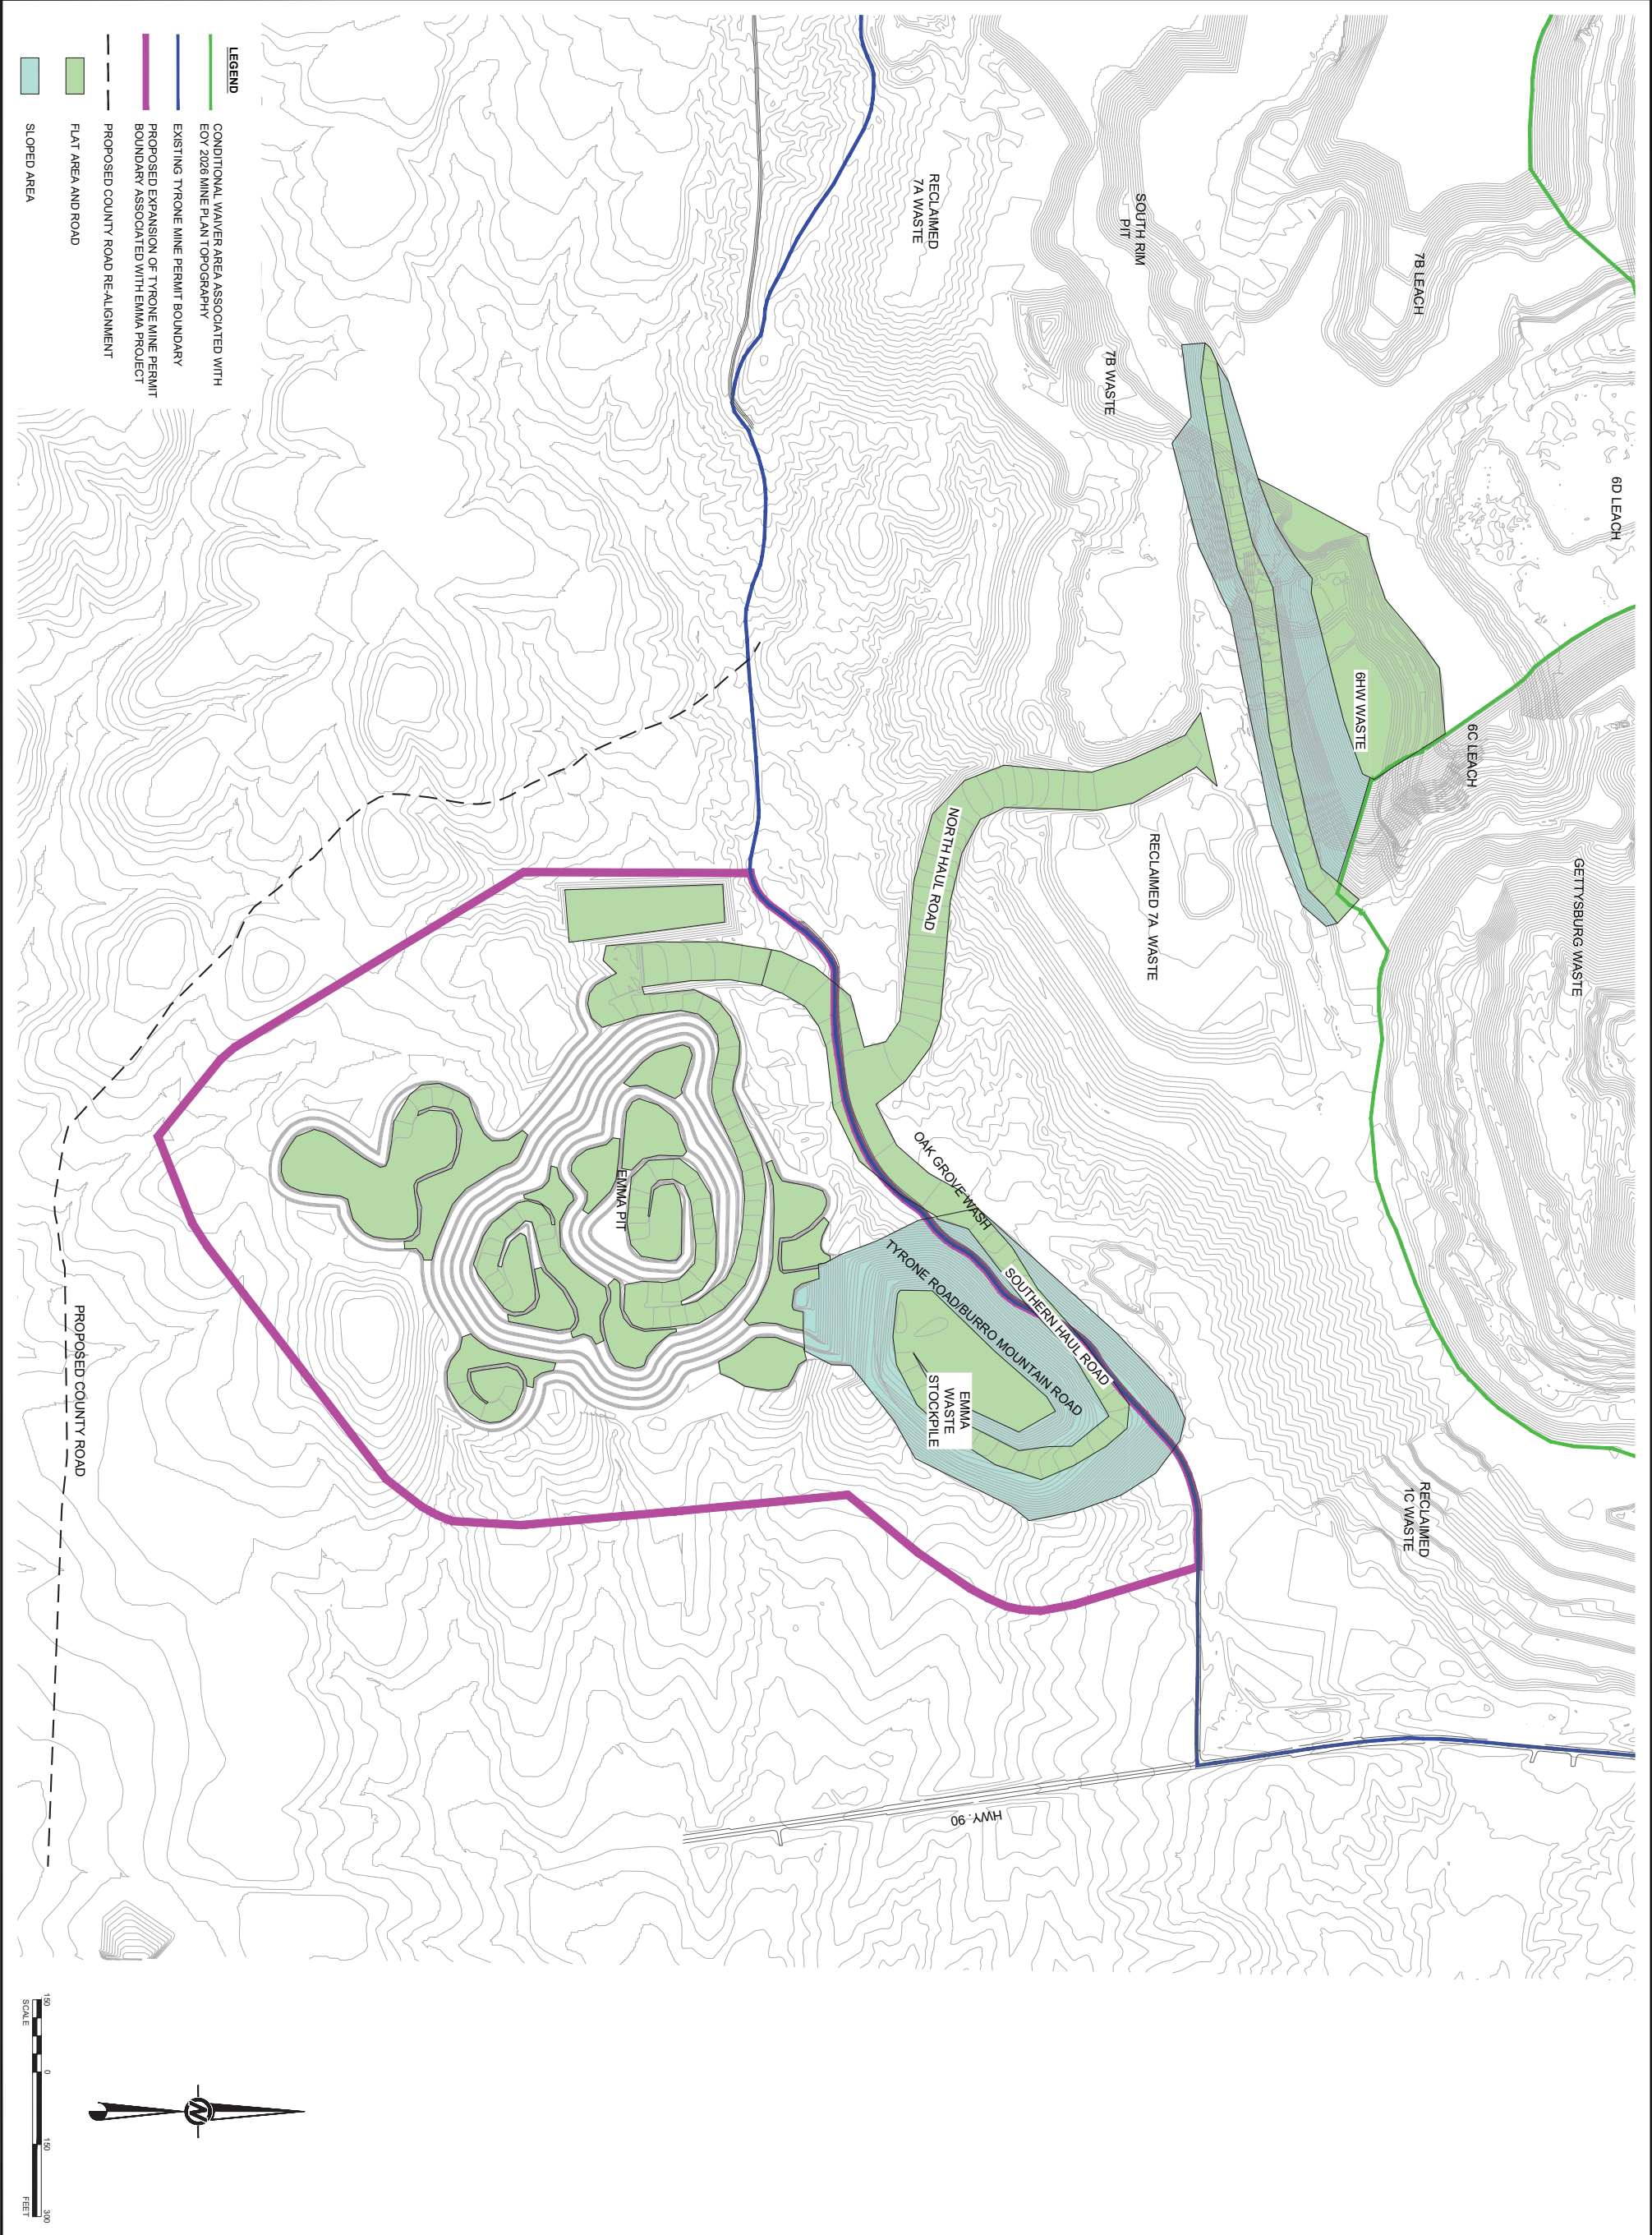 LEGEND
CONDITIONAL WAIVER AREA ASSOCIATED WITH
EOY 2026 MINE PLAN TOPOGRAPHY
EXISTING TYRONE MINE PERMIT BOUNDARY
PROPOSED EXPANSION OF TYRONE MINE PERMIT
BOUNDARY ASSOCIATED WITH EMMA PROJECT
PROPOSED COUNTY ROAD RE-ALIGNMENT
FLAT AREA AND ROAD
SLOPED AREA
6D LEACH
GETTYSBURG WASTE
6C LEACH
7B LEACH
RECLAIMED
1C WASTE
6HW WASTE
SOUTH RIM
PIT
7B WASTE
RECLAIMED 7A WASTE
RECLAIMED
7A WASTE
NORTH HAUL ROAD
OAK GROVE WASH
SOUTHERN HAUL ROAD
TYRONE ROAD/BURRO MOUNTAIN ROAD
EMMA
WASTE
STOCKPILE
HWY. 90
EMMA PIT
PROPOSED COUNTY ROAD
N
150
0
150
300
SCALE
FEET